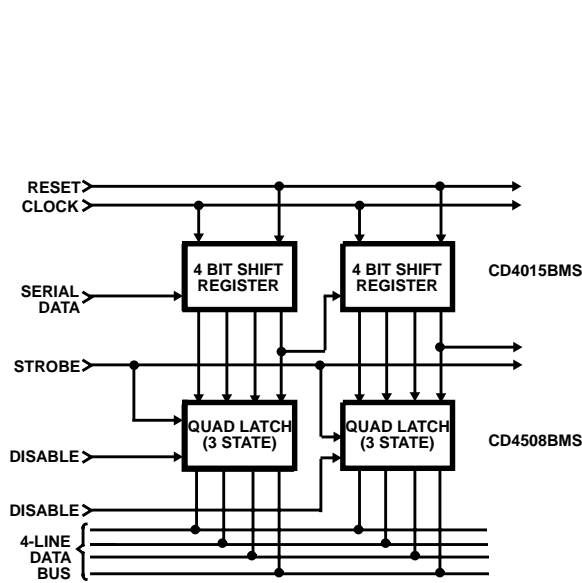 RESET
CLOCK
4 BIT SHIFT
REGISTER
4 BIT SHIFT
REGISTER
CD4015BMS
SERIAL
DATA
STROBE
QUAD LATCH
(3 STATE)
QUAD LATCH
(3 STATE)
CD4508BMS
DISABLE
DISABLE
4-LINE
DATA
BUS